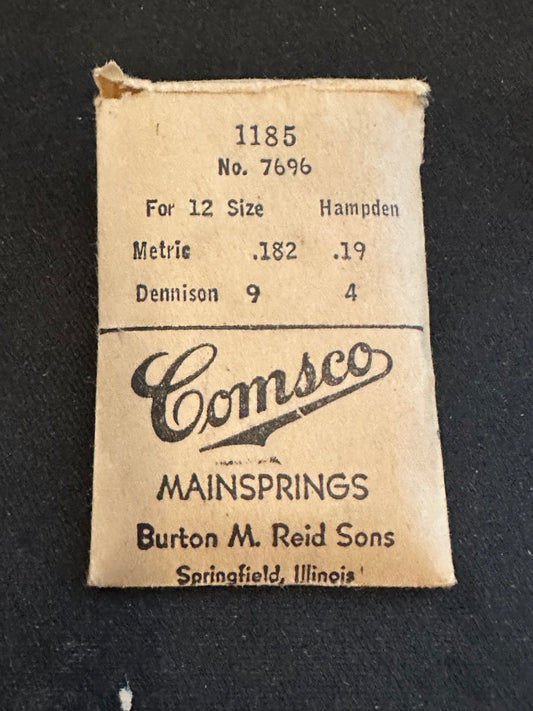 1185
No. 7696
For 12 Size Hampden
Metric .182 .19
Dennison 9 4
Comsco
MAINSPRINGS
Burton M. Reid Sons
Springfield, Illinois